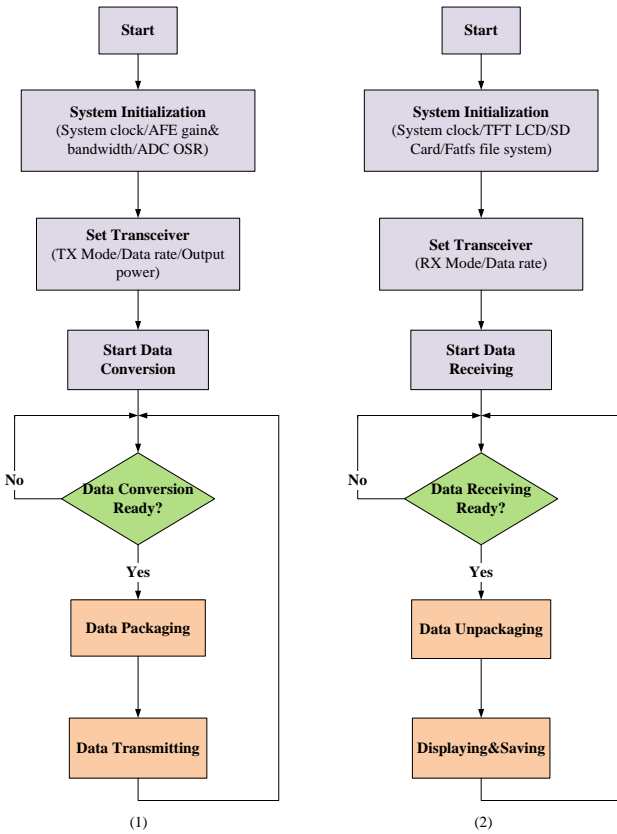 Start
System Initialization
(System clock/AFE gain&
bandwidth/ADC OSR)
Set Transceiver
(TX Mode/Data rate/Output
power)
Start Data
Conversion
No
Data Conversion
Ready?
Yes
Data Packaging
Data Transmitting
(1)
Start
System Initialization
(System clock/TFT LCD/SD
Card/Fatfs file system)
Set Transceiver
(RX Mode/Data rate)
Start Data
Receiving
No
Data Receiving
Ready?
Yes
Data Unpackaging
Displaying&Saving
(2)